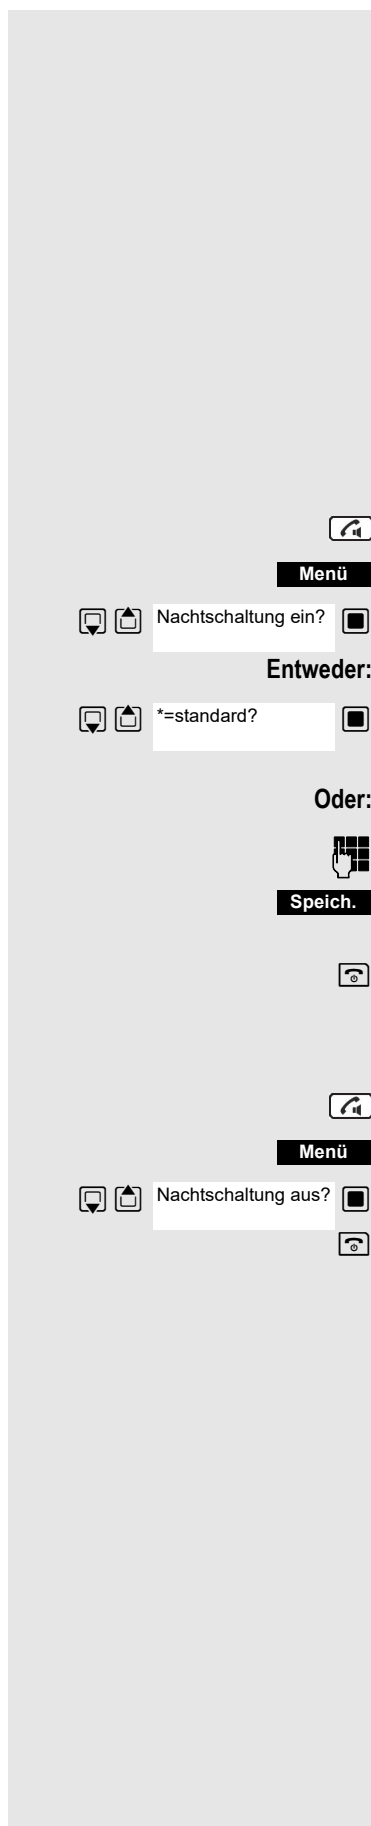 Menü
Nachtschaltung ein?
Entweder:
*=standard?
Oder:
Speich.
Menü
Nachtschaltung aus?